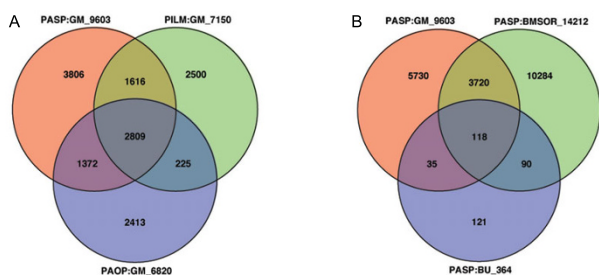 A
PASP:GM_9603
PILM:GM_7150
3806
1616
2500
2809
1372
225
2413
PAOP:GM_6820
B
PASP:GM_9603
PASP:BMSOR_14212
5730
3720
10284
118
35
90
121
PASP:BU_364